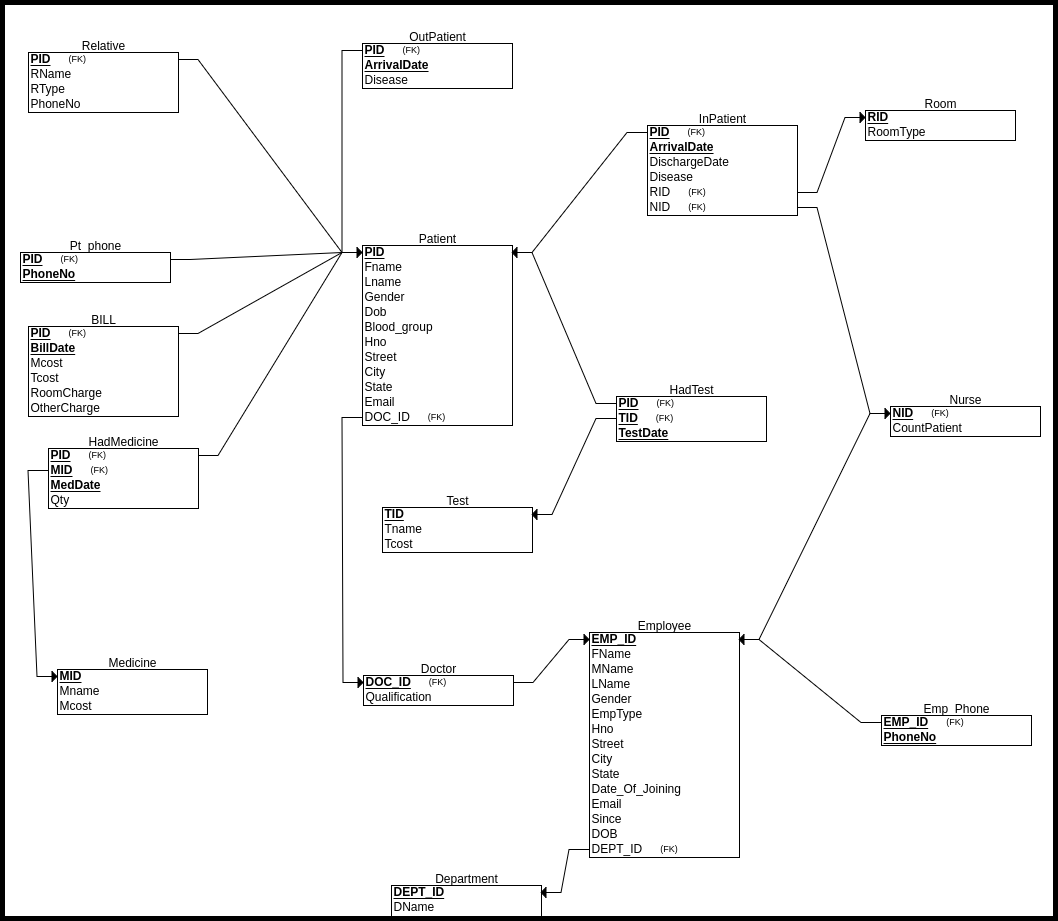 Relative
PID (FK)
RName
RType
PhoneNo
OutPatient
PID (FK)
ArrivalDate
Disease
InPatient
PID (FK)
ArrivalDate
DischargeDate
Disease
RID (FK)
NID (FK)
Room
RID
RoomType
Pt_phone
PID (FK)
PhoneNo
Patient
PID
Fname
Lname
Gender
Dob
Blood_group
Hno
Street
City
State
Email
DOC_ID (FK)
BILL
PID (FK)
BillDate
Mcost
Tcost
RoomCharge
OtherCharge
HadTest
PID (FK)
TID (FK)
TestDate
Nurse
NID (FK)
CountPatient
HadMedicine
PID (FK)
MID (FK)
MedDate
Qty
Test
TID
Tname
Tcost
Medicine
MID
Mname
Mcost
Doctor
DOC_ID (FK)
Qualification
Employee
EMP_ID
FName
MName
LName
Gender
EmpType
Hno
Street
City
State
Date_Of_Joining
Email
Since
DOB
DEPT_ID (FK)
Emp_Phone
EMP_ID (FK)
PhoneNo
Department
DEPT_ID
DName